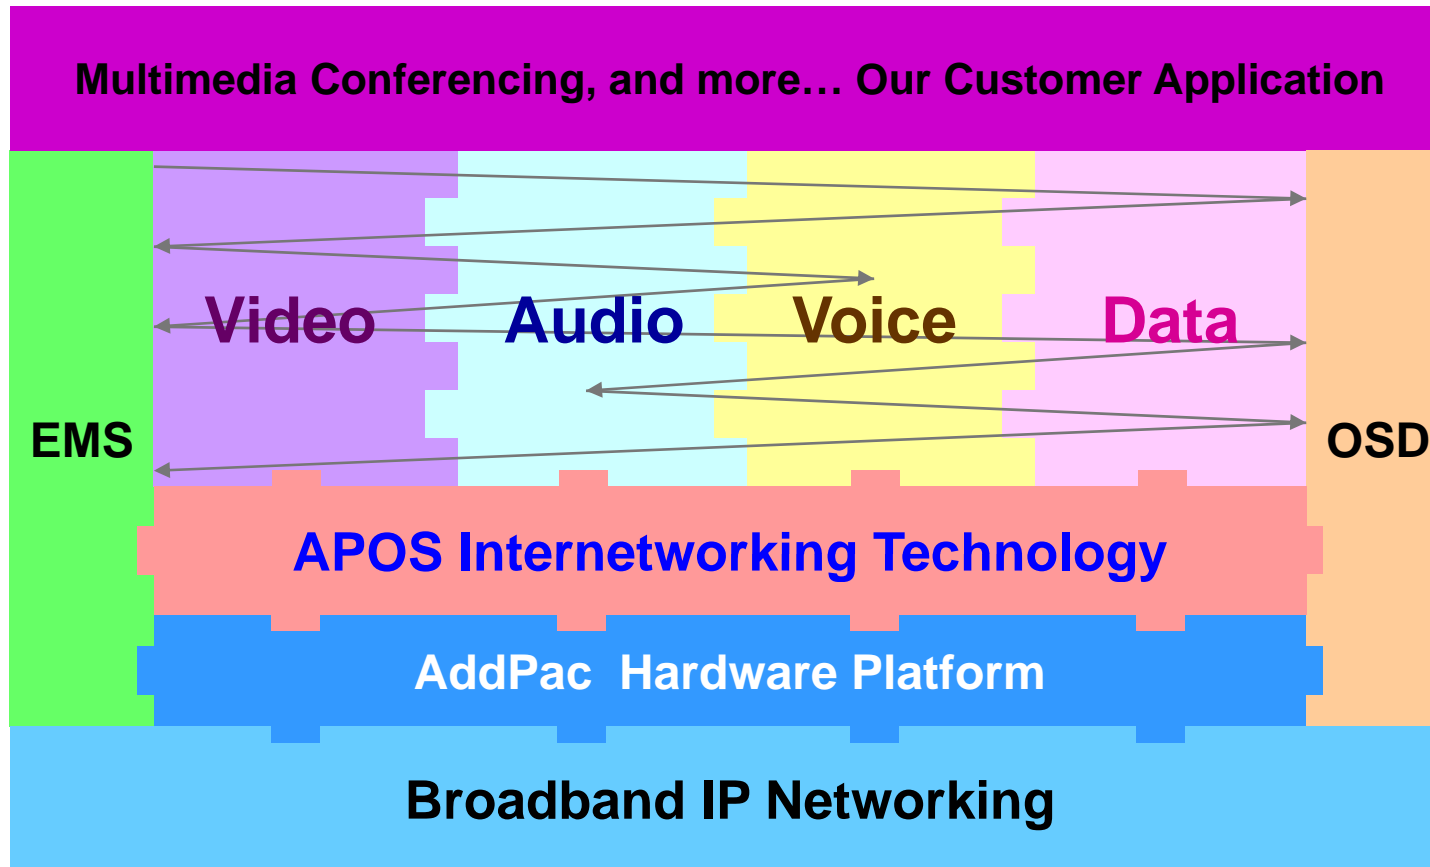 Multimedia Conferencing, and more… Our Customer Application
Video Audio Voice Data
EMS
OSD
APOS Internetworking Technology
AddPac  Hardware Platform
Broadband IP Networking